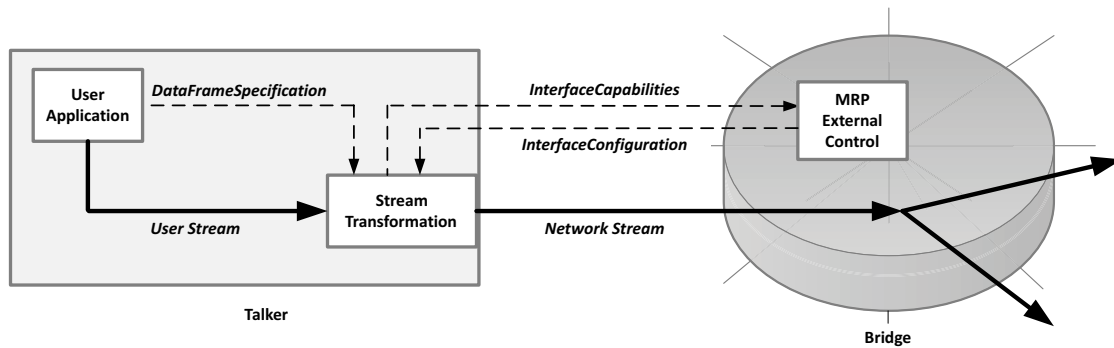 User
Application
DataFrameSpecification
InterfaceCapabilities
MRP
External
Control
InterfaceConfiguration
Stream
Transformation
User Stream
Network Stream
Talker
Bridge